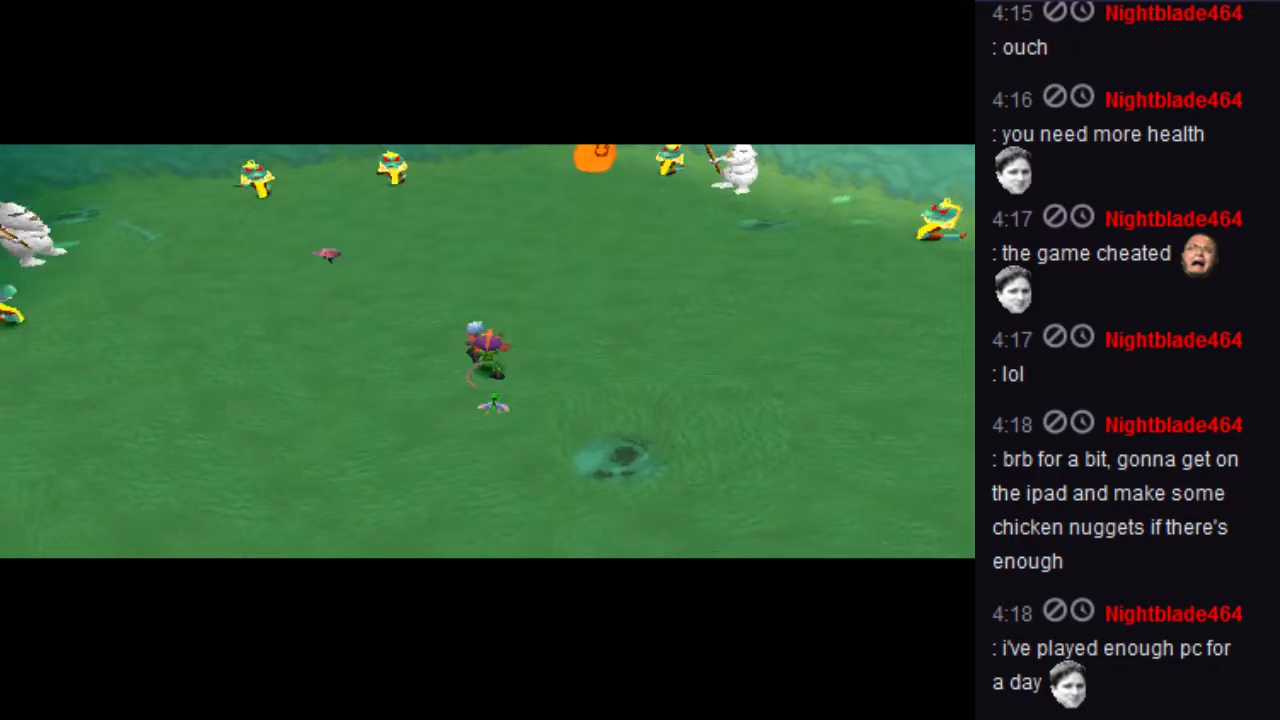 4:15 Nightblade464
: ouch
4:16 Nightblade464
: you need more health
4:17 Nightblade464
: the game cheated
4:17 Nightblade464
: lol
4:18 Nightblade464
: brb for a bit, gonna get on
the ipad and make some
chicken nuggets if there's
enough
4:18 Nightblade464
: i've played enough pc for
a day